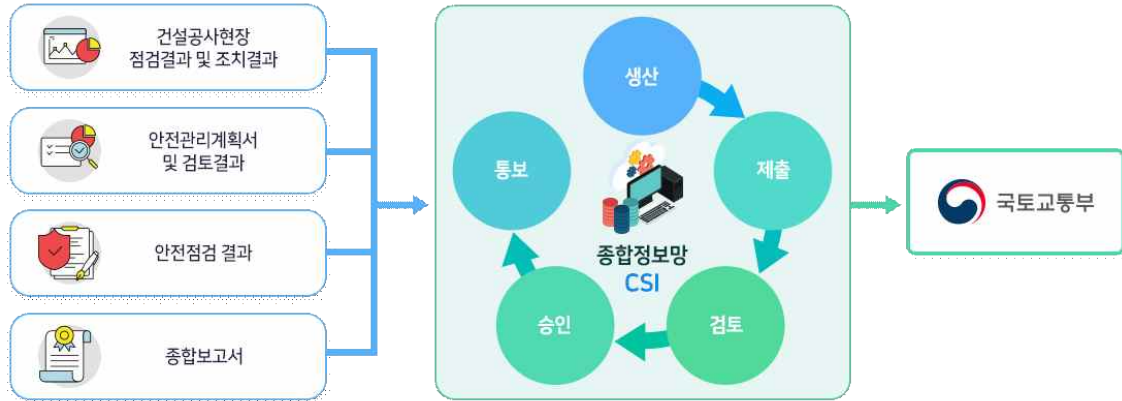 건설공사현장
점검결과 및 조치결과
안전관리계획서
및 검토결과
안전점검 결과
종합보고서
생산
제출
검토
승인
통보
종합정보망
CSI
국토교통부